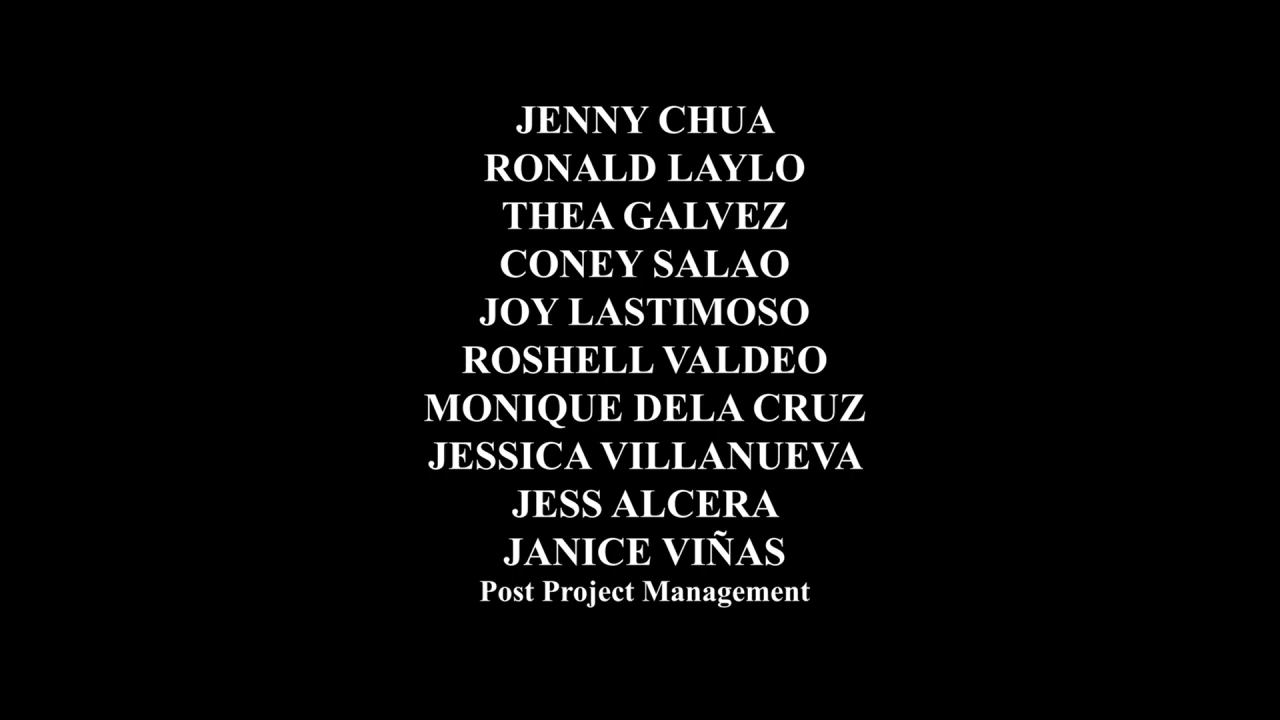 JENNY CHUA
RONALD LAYLO
THEA GALVEZ
CONEY SALAO
JOY LASTIMOSO
ROSHELL VALDEO
MONIQUE DELA CRUZ
JESSICA VILLANUEVA
JESS ALCERA
JANICE VIÑAS
Post Project Management